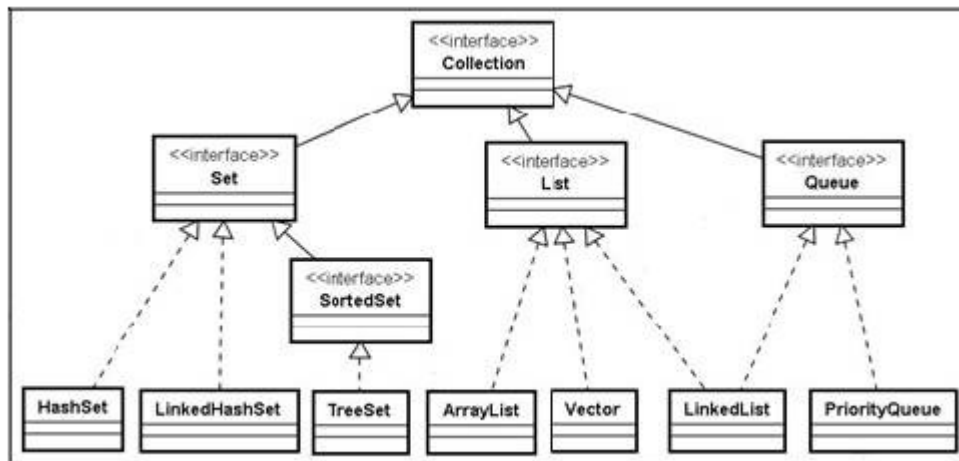 <<interface>>
Collection
<<interface>>
Set
<<interface>>
List
<<interface>>
Queue
<<interface>>
SortedSet
HashSet
LinkedHashSet
TreeSet
ArrayList
Vector
LinkedList
PriorityQueue